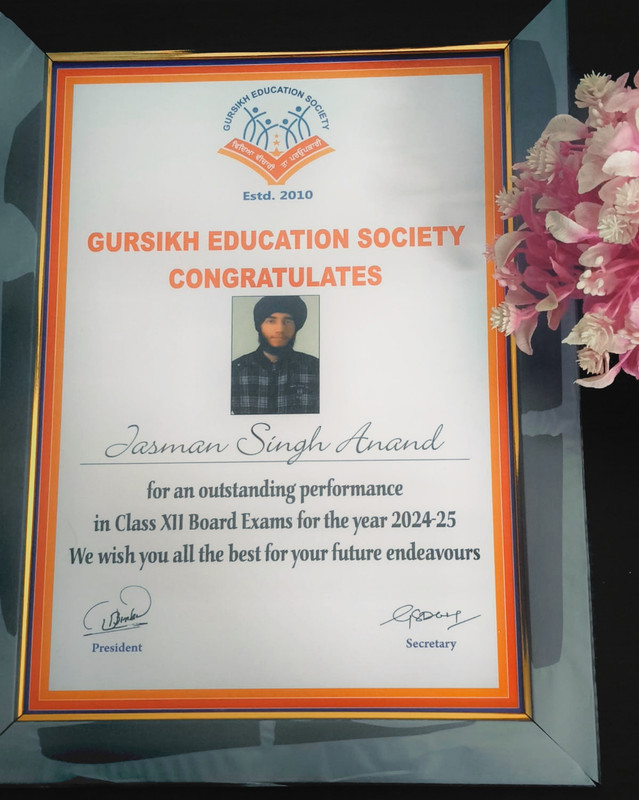 GURSIKH EDUCATION SOCIETY
ਵਿਦਿਆ ਵੀਚਾਰੀ ਤਾ ਪਰਉਪਕਾਰੀ
Estd. 2010
GURSIKH EDUCATION SOCIETY
CONGRATULATES
Jasman Singh Anand
for an outstanding performance
in Class XII Board Exams for the year 2024-25
We wish you all the best for your future endeavours
President
Secretary